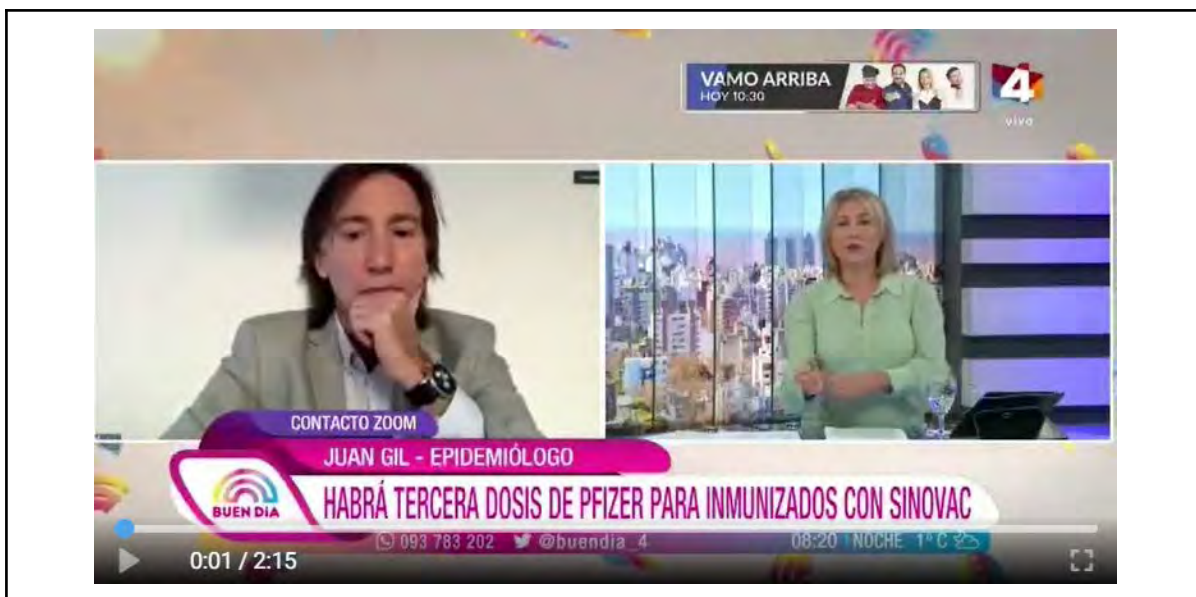 VAMO ARRIBA
HOY 10:30
4
vivo
CONTACTO ZOOM
JUAN GIL - EPIDEMIÓLOGO
BUEN DÍA
HABRÁ TERCERA DOSIS DE PFIZER PARA INMUNIZADOS CON SINOVAC
093 783 202 @buendia_4 08:20 NOCHE 1° C
0:01 / 2:15